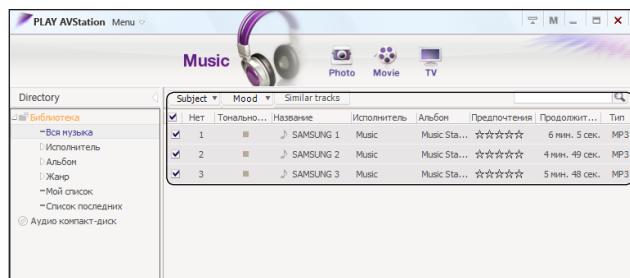 PLAY AVStation Menu
M
Music
Photo Movie TV
Directory
Subject Mood Similar tracks
Библиотека
Вся музыка
Исполнитель
Альбом
Жанр
Мой список
Список последних
Аудио компакт-диск
Нет Тонально... Название Исполнитель Альбом Предпочтения Продолжит... Тип
1 SAMSUNG 1 Music Music Sta... 6 мин. 5 сек. MP3
2 SAMSUNG 2 Music Music Sta... 4 мин. 49 сек. MP3
3 SAMSUNG 3 Music Music Sta... 5 мин. 48 сек. MP3